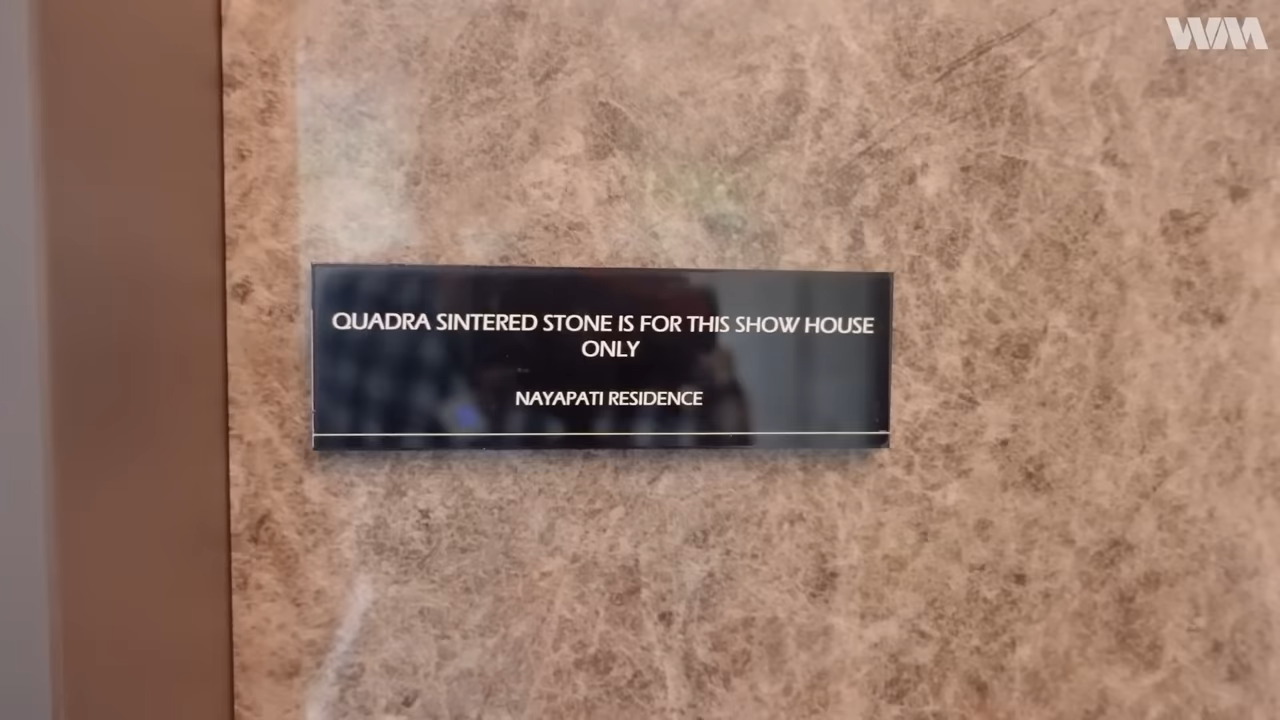 WM
QUADRA SINTERED STONE IS FOR THIS SHOW HOUSE
ONLY
NAYAPATI RESIDENCE